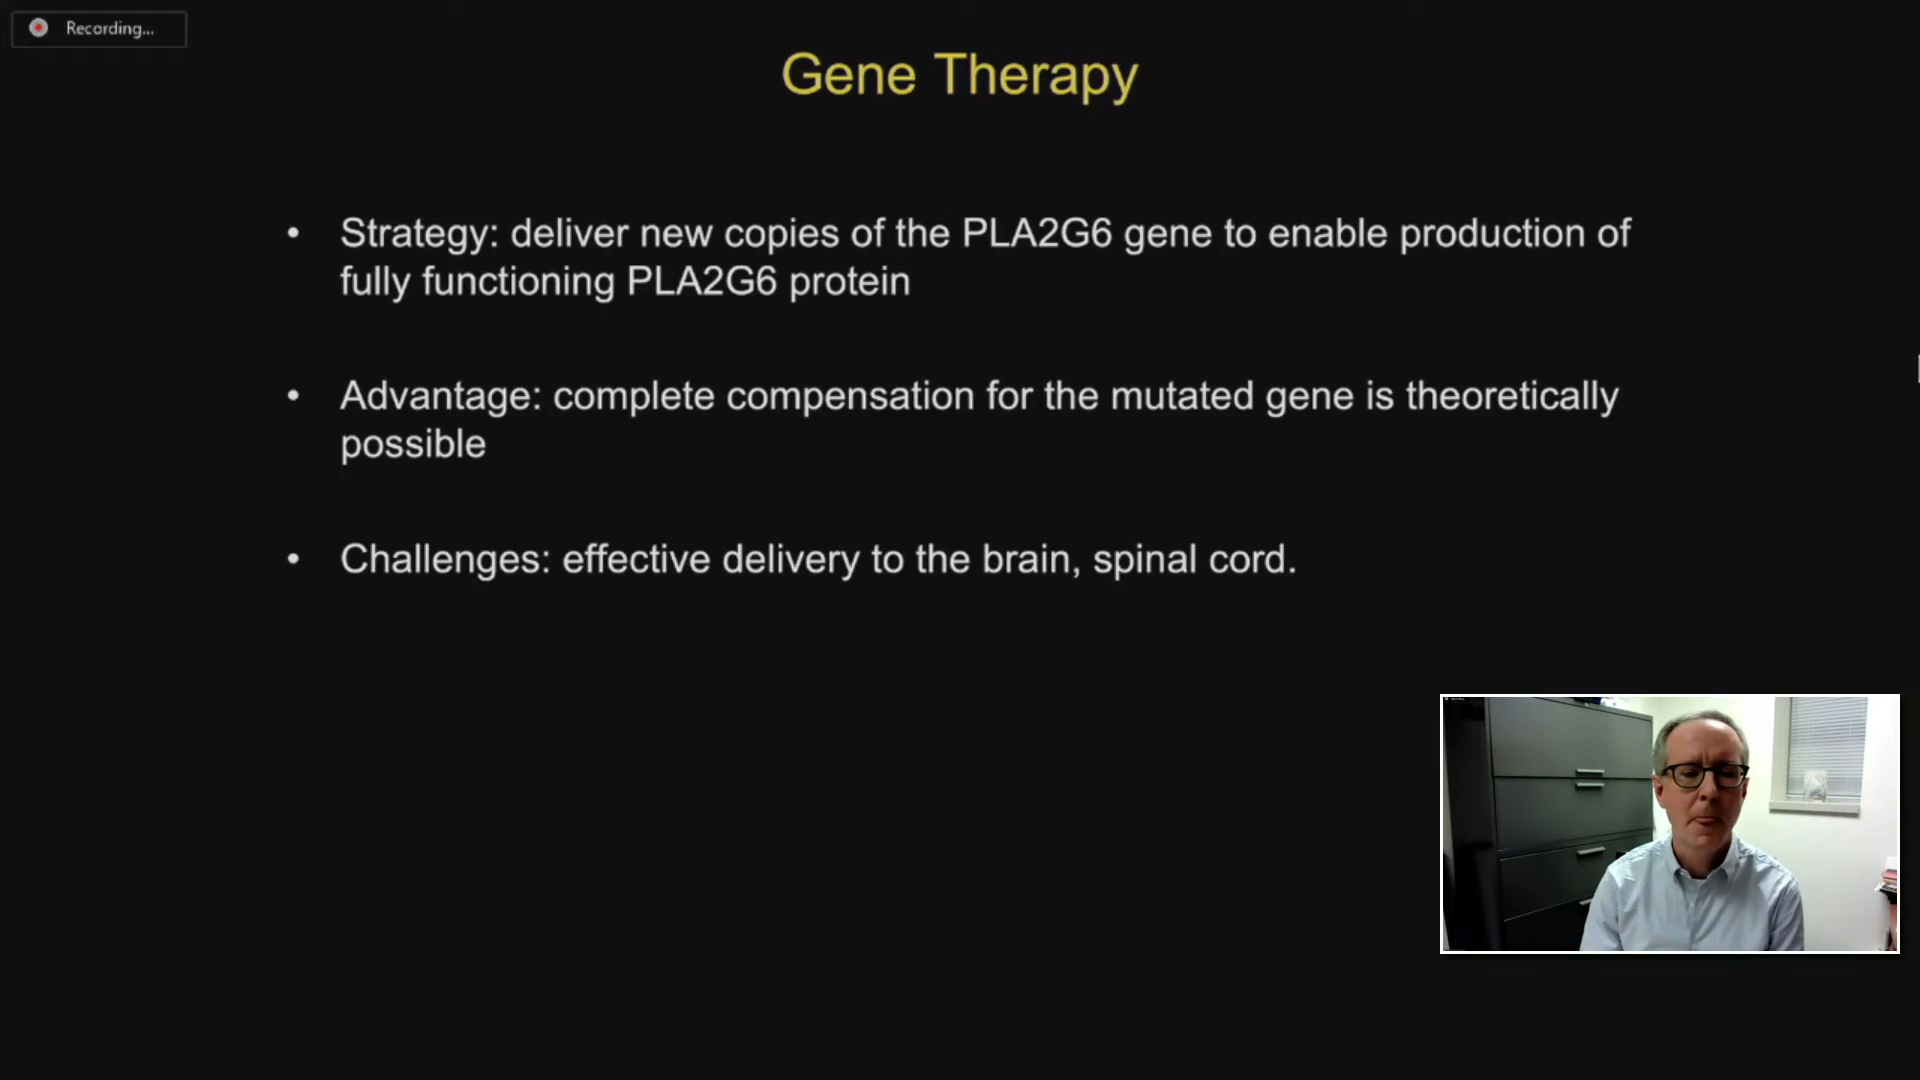 Recording...
Gene Therapy
• Strategy: deliver new copies of the PLA2G6 gene to enable production of
fully functioning PLA2G6 protein
• Advantage: complete compensation for the mutated gene is theoretically
possible
• Challenges: effective delivery to the brain, spinal cord.